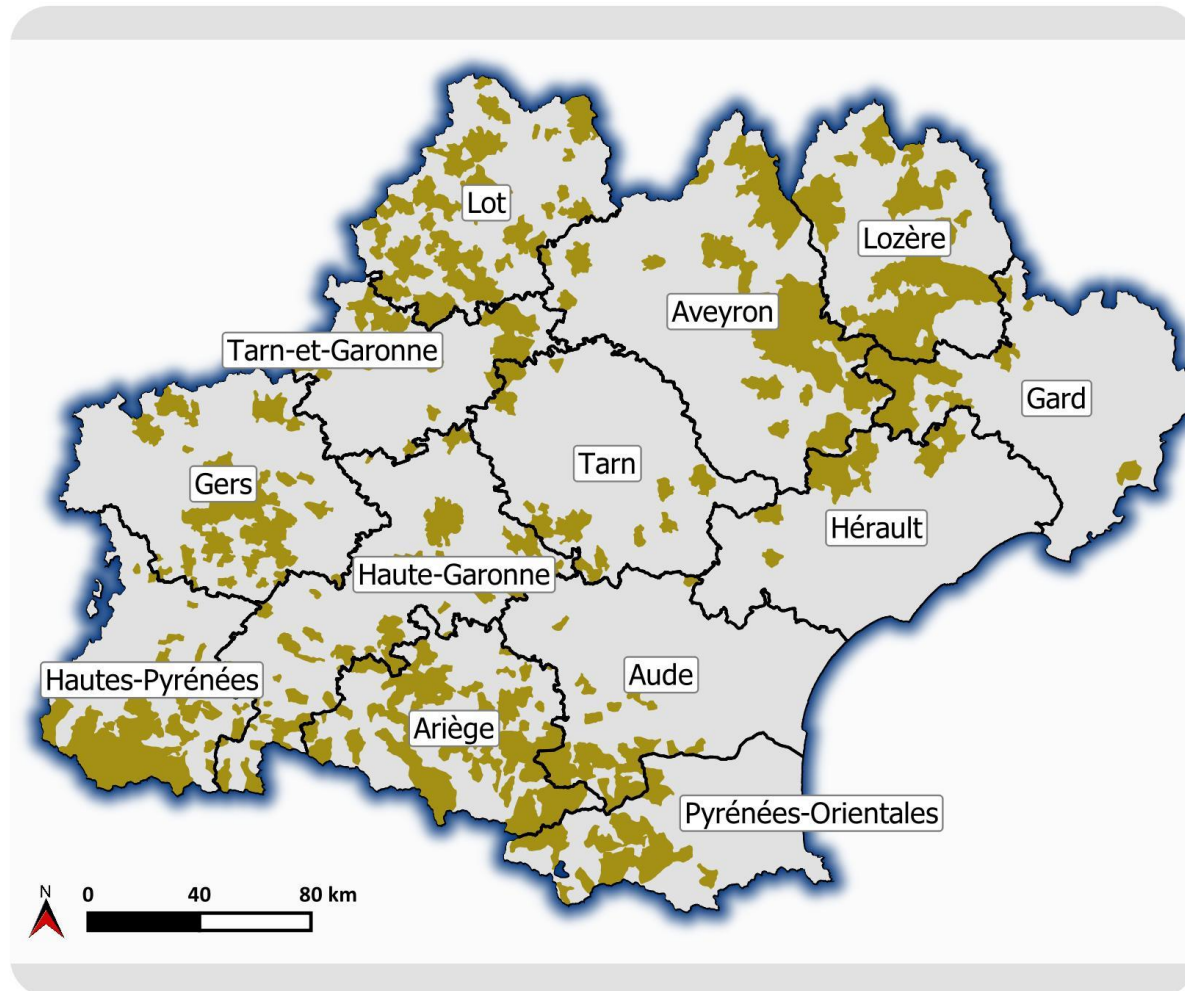 Lot
Lozère
Aveyron
Tarn-et-Garonne
Gard
Tarn
Gers
Hérault
Haute-Garonne
Hautes-Pyrénées
Aude
Ariège
Pyrénées-Orientales
N
0 40 80 km